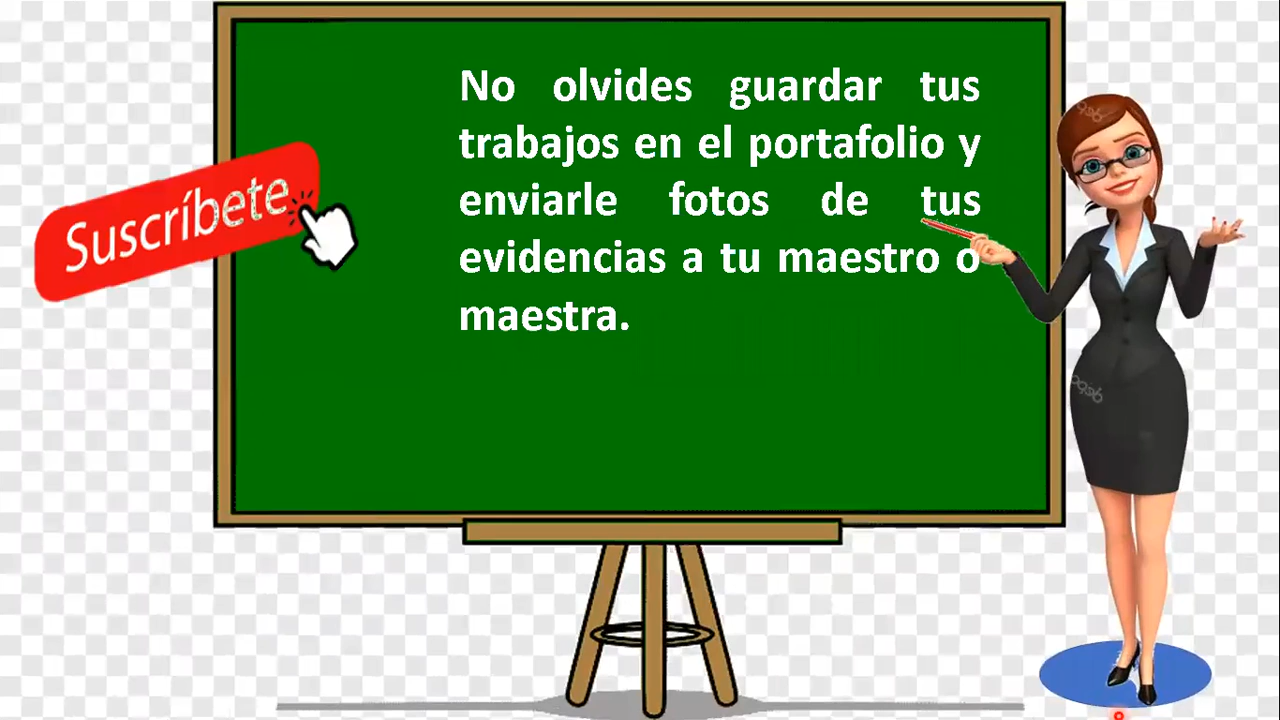 No olvides guardar tus
trabajos en el portafolio y
enviarle fotos de tus
evidencias a tu maestro o
maestra.
Suscríbete